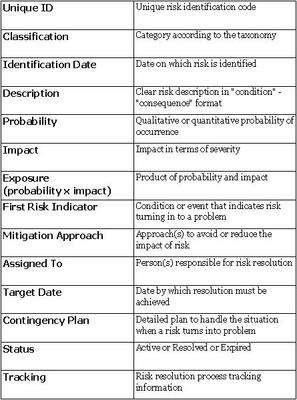 Unique ID
Unique risk identification code
Classification
Category according to the taxonomy
Identification Date
Date on which risk is identified
Description
Clear risk description in "condition" -
"consequence" format
Probability
Qualitative or quantitative probability of
occurrence
Impact
Impact in terms of severity
Exposure
(probability x impact)
Product of probability and impact
First Risk Indicator
Condition or event that indicates risk
turning in to a problem
Mitigation Approach
Approach(s) to avoid or reduce the
impact of risk
Assigned To
Person(s) responsible for risk resolution
Target Date
Date by which resolution must be
achieved
Contingency Plan
Detailed plan to handle the situation
when a risk turns into problem
Status
Active or Resolved or Expired
Tracking
Risk resolution process tracking
information